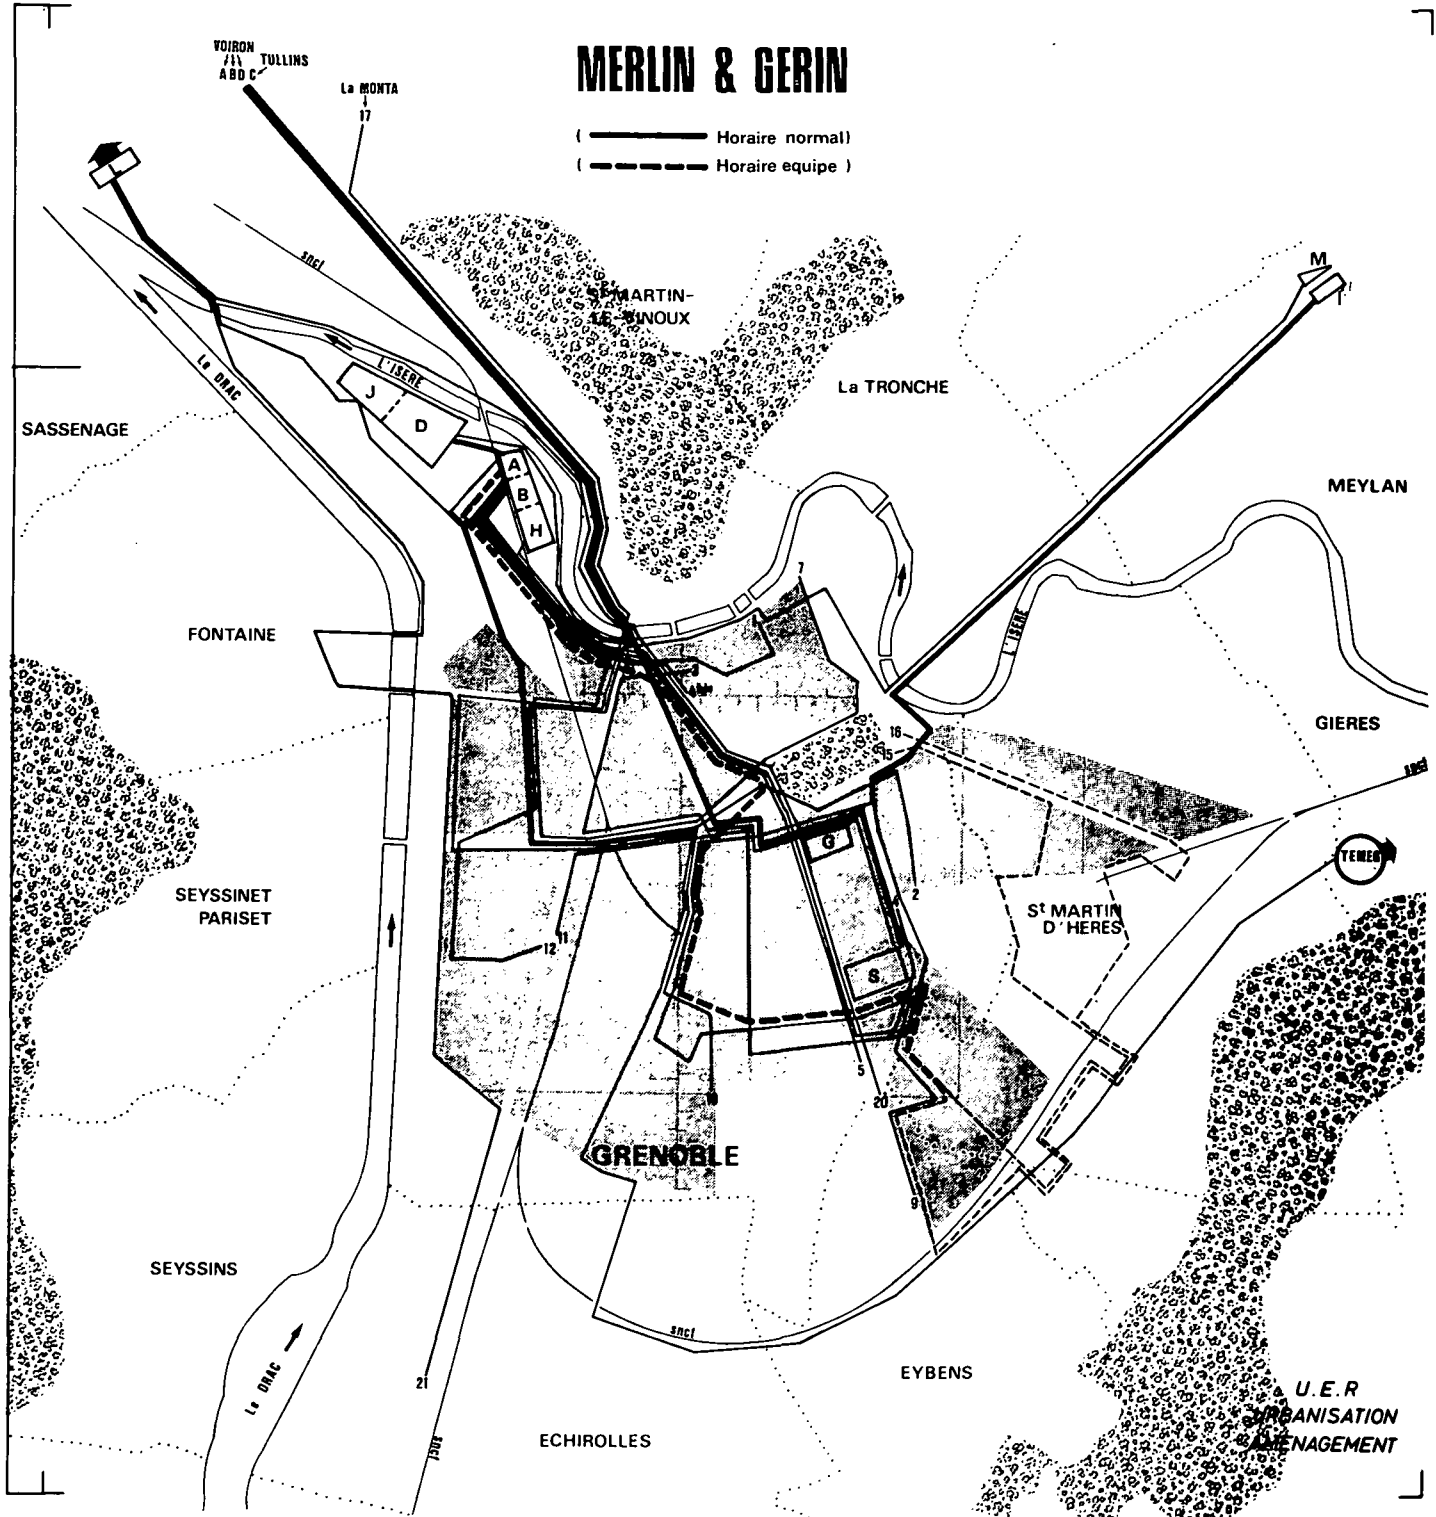 MERLIN & GERIN
( Horaire normal)
( Horaire equipe )
VOIRON
TULLINS
A B D C
La MONTA
17
L
sncf
St MARTIN-
LE-VINOUX
M
T
La TRONCHE
Le DRAC
L'ISERE
J
D
A
B
H
SASSENAGE
MEYLAN
7
L'ISERE
FONTAINE
GIERES
16
15
sncf
G
TEMEG
SEYSSINET
PARISET
2
St MARTIN
D'HERES
12
11
S
5
20
GRENOBLE
9
SEYSSINS
sncf
Le DRAC
21
EYBENS
U.E.R
URBANISATION
AMENAGEMENT
ECHIROLLES
sncf